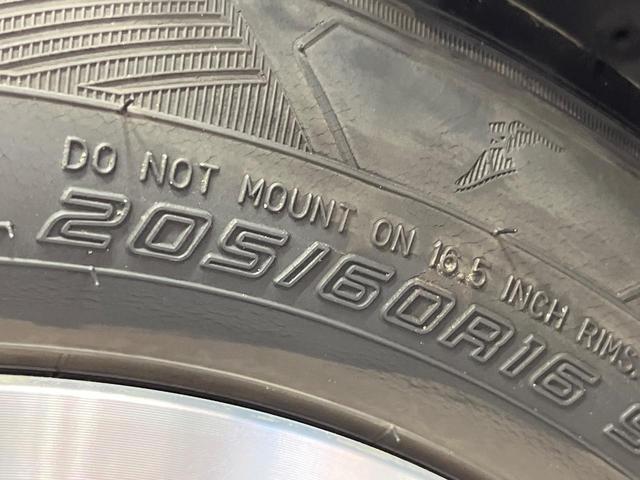 DO NOT MOUNT ON 16.5 INCH RIMS.
205/60R16